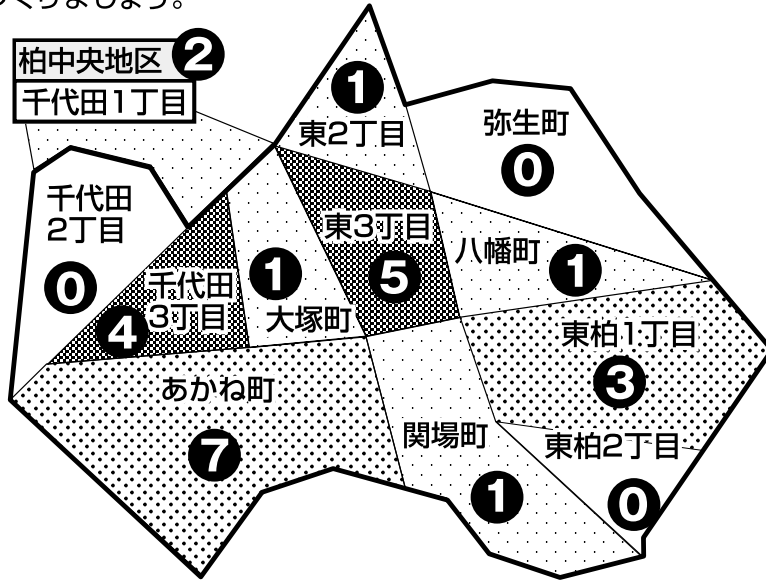 くりましょう。
柏中央地区 2
千代田1丁目
1
東2丁目
弥生町
0
千代田
2丁目
0
千代田
3丁目
4
1
大塚町
東3丁目
5
八幡町
1
東柏1丁目
3
あかね町
7
関場町
1
東柏2丁目
0